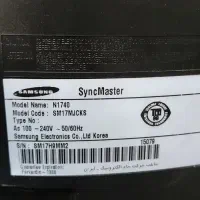 SAMSUNG
SyncMaster
Model Name : N1740
Model Code : SM17MJCKS
Type No :
Ac 100 ~240V ~ 50/60Hz
Samsung Electronics Co.,Ltd Korea
15078
S/N : SM17H9MM2